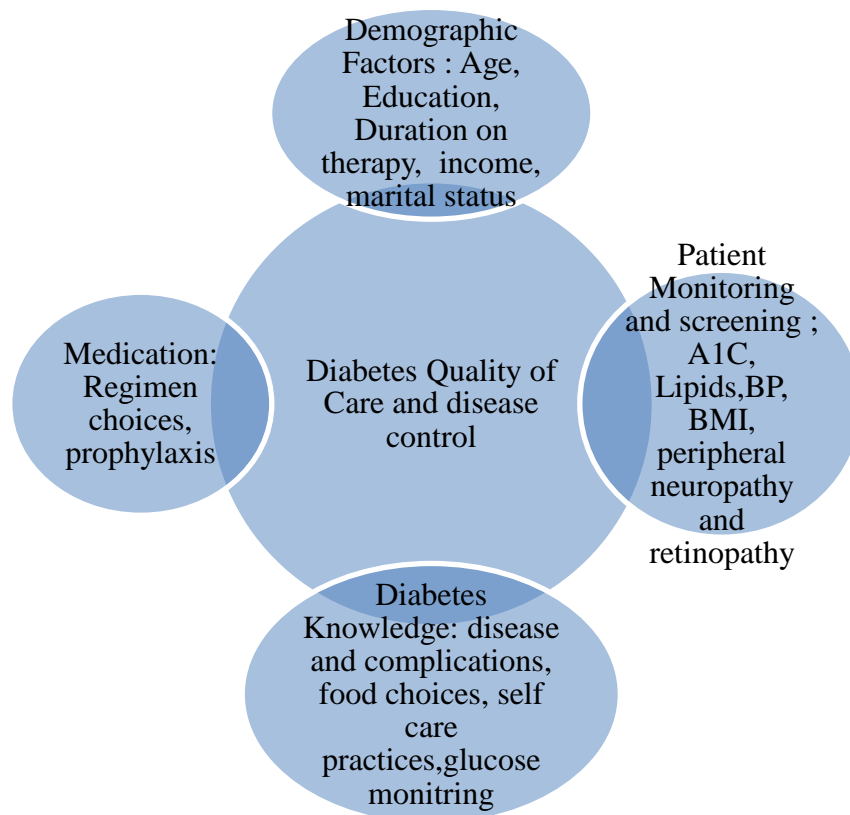 Demographic
Factors : Age,
Education,
Duration on
therapy, income,
marital status
Patient
Monitoring
and screening ;
A1C,
Lipids,BP,
BMI,
peripheral
neuropathy
and
retinopathy
Medication:
Regimen
choices,
prophylaxis
Diabetes Quality of
Care and disease
control
Diabetes
Knowledge: disease
and complications,
food choices, self
care
practices,glucose
monitring